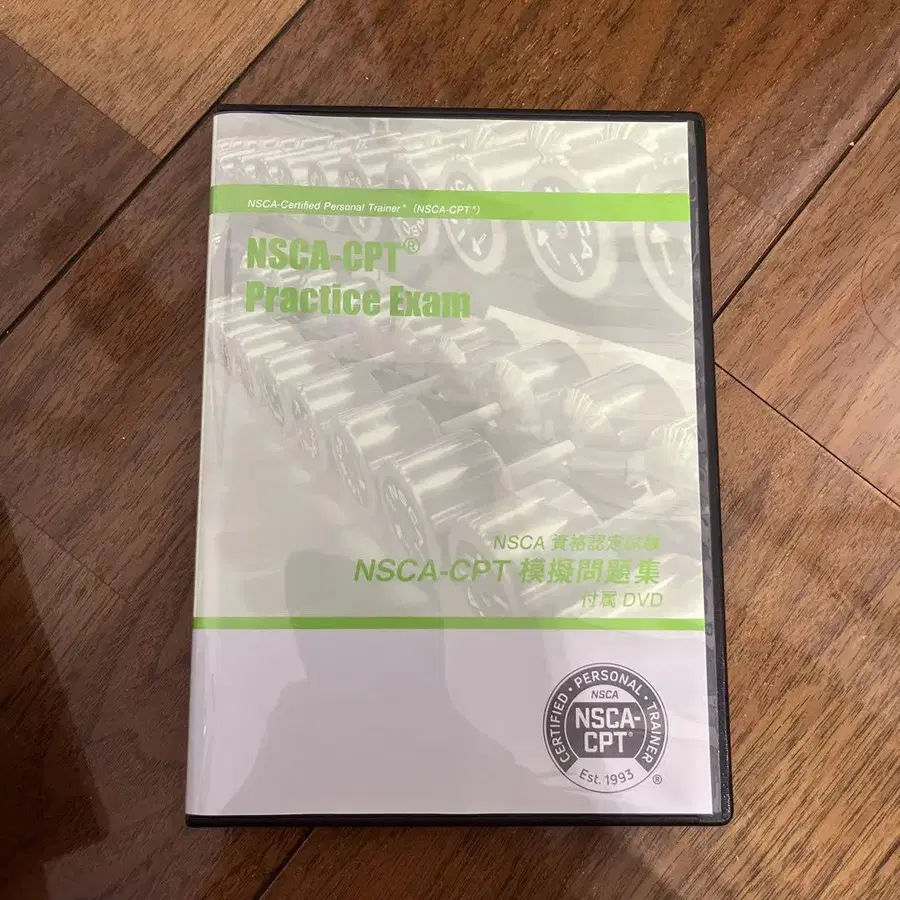 NSCA-Certified Personal Trainer® (NSCA-CPT®)
NSCA-CPT®
Practice Exam
NSCA 資格認定試験
NSCA-CPT 模擬問題集
付属 DVD
CERTIFIED • PERSONAL • TRAINER
NSCA
NSCA-
CPT®
Est. 1993
®